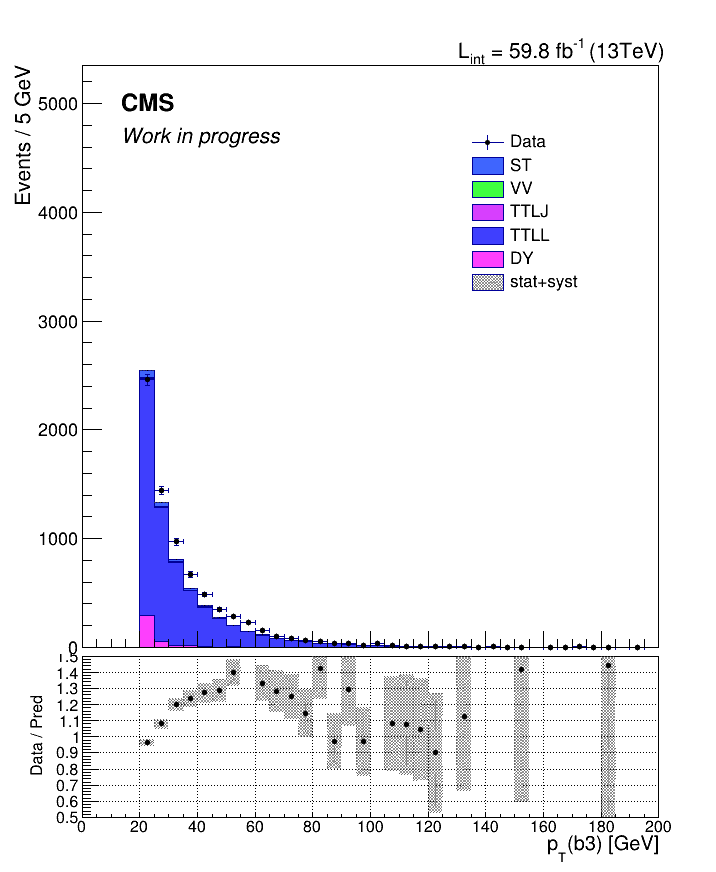 L_int = 59.8 fb^-1 (13TeV)
Events / 5 GeV
CMS
Work in progress
Data
ST
VV
TTLJ
TTLL
DY
stat+syst
5000
4000
3000
2000
1000
0
Data / Pred
1.5
1.4
1.3
1.2
1.1
1
0.9
0.8
0.7
0.6
0.5
0 20 40 60 80 100 120 140 160 180 200
p_T(b3) [GeV]